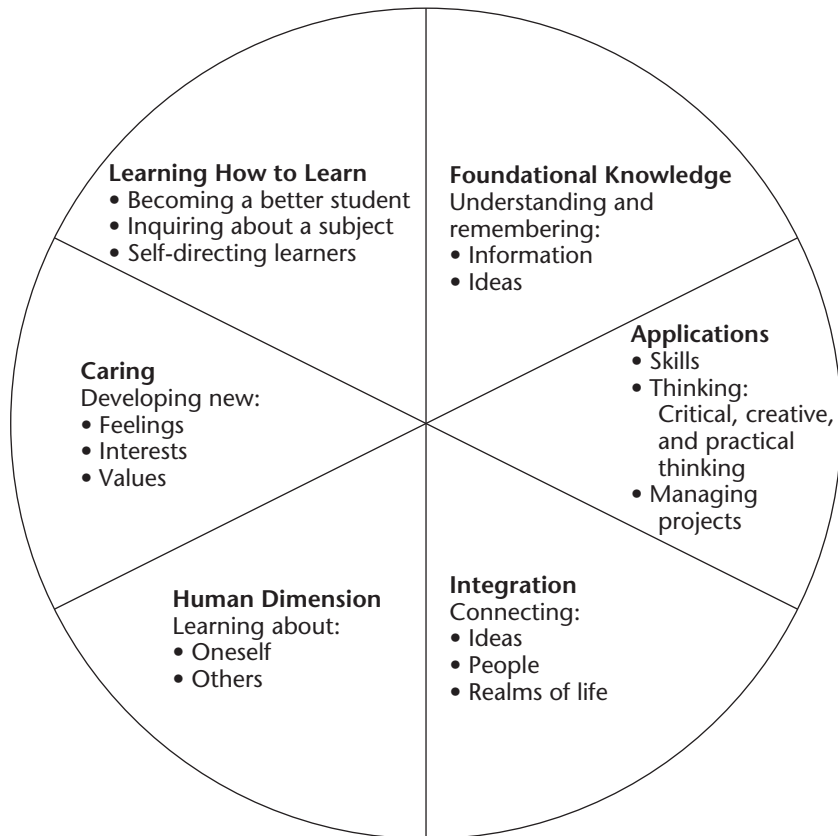 Learning How to Learn
• Becoming a better student
• Inquiring about a subject
• Self-directing learners
Foundational Knowledge
Understanding and
remembering:
• Information
• Ideas
Applications
• Skills
• Thinking:
Critical, creative,
and practical
thinking
• Managing
projects
Caring
Developing new:
• Feelings
• Interests
• Values
Human Dimension
Learning about:
• Oneself
• Others
Integration
Connecting:
• Ideas
• People
• Realms of life